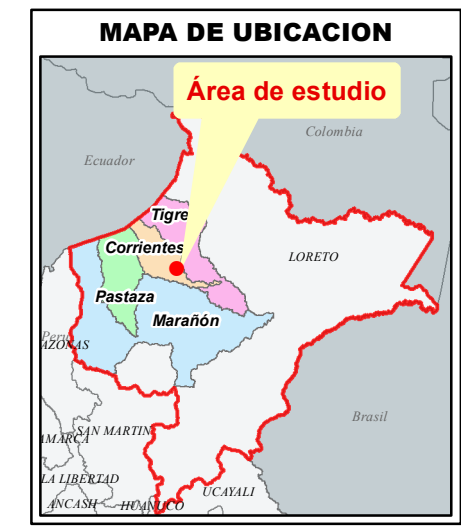 MAPA DE UBICACION
Área de estudio
Colombia
Ecuador
Tigre
Corrientes
LORETO
Pastaza
Marañón
Perú
AZONAS
Brasil
SAN MARTIN
AMARCA
LA LIBERTAD
UCAYALI
ANCASH
HUANUCO